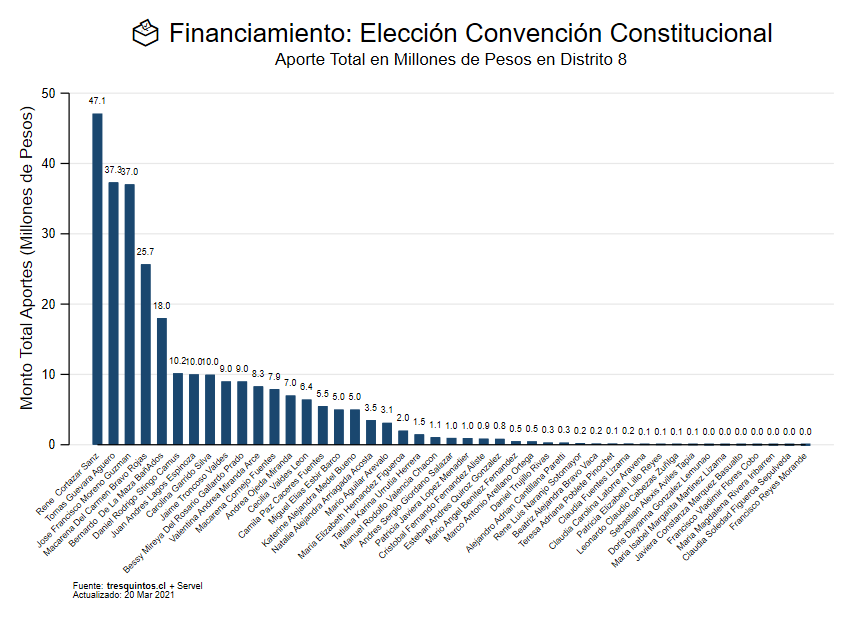 Financiamiento: Elección Convención Constitucional
Aporte Total en Millones de Pesos en Distrito 8
Monto Total Aportes (Millones de Pesos)
50
40
30
20
10
0
47.1
37.3
37.0
25.7
18.0
10.2
10.0
10.0
9.0
9.0
8.3
7.9
7.0
6.4
5.5
5.0
5.0
3.5
3.1
2.0
1.5
1.1
1.0
1.0
0.9
0.8
0.5
0.5
0.3
0.3
0.2
0.2
0.1
0.2
0.1
0.1
0.1
0.1
0.0
0.0
0.0
0.0
0.0
0.0
0.0
Rene Cortazar Sanz
Tomas Guevara Aguero
Jose Francisco Moreno Guzman
Macarena Del Carmen Bravo Rojas
Bernardo De La Maza BañAdos
Daniel Rodrigo Stingo Camus
Juan Andres Lagos Espinoza
Carolina Garrido Silva
Jaime Troncoso Valdes
Bessy Mireya Del Rosario Gallardo Prado
Valentina Andrea Miranda Arce
Macarena Cornejo Fuentes
Andrea Ojeda Miranda
Cecilia Valdes Leon
Camila Paz Caceres Fuentes
Miguel Elias Esbir Barco
Katerine Alejandra Medel Bueno
Natalie Alejandra Arriagada Acosta
Mario Aguilar Arevalo
Maria Elizabeth Hernandez Figueroa
Tatiana Karina Urrutia Herrera
Manuel Rodolfo Valencia Chacon
Andres Sergio Giordano Salazar
Patricia Javiera Lopez Menadier
Cristobal Fernando Fernandez Aliste
Esteban Andres Quiroz González
Mario Angel Benitez Fernandez
Marco Antonio Arellano Ortega
Daniel Trujillo Rivas
Alejandro Adrian Cantillana Paretti
Rene Luis Naranjo Sotomayor
Beatriz Alejandra Bravo Vaca
Teresa Adriana Poblete Pinochet
Claudia Fuentes Lizama
Claudia Carolina Latorre Aravena
Patricia Elizabeth Lillo Reyes
Leonardo Claudio Cabezas Zuñiga
Sebastian Alexis Aviles Tapia
Doris Dayanna Gonzalez Lemunao
Maria Isabel Margarita Martinez Lizama
Javiera Constanza Marquez Basualto
Francisco Vladimir Flores Cobo
Maria Magdalena Rivera Iribarren
Claudia Soledad Figueroa Sepulveda
Francisco Reyes Morande
Fuente: tresquintos.cl + Servel
Actualizado: 20 Mar 2021